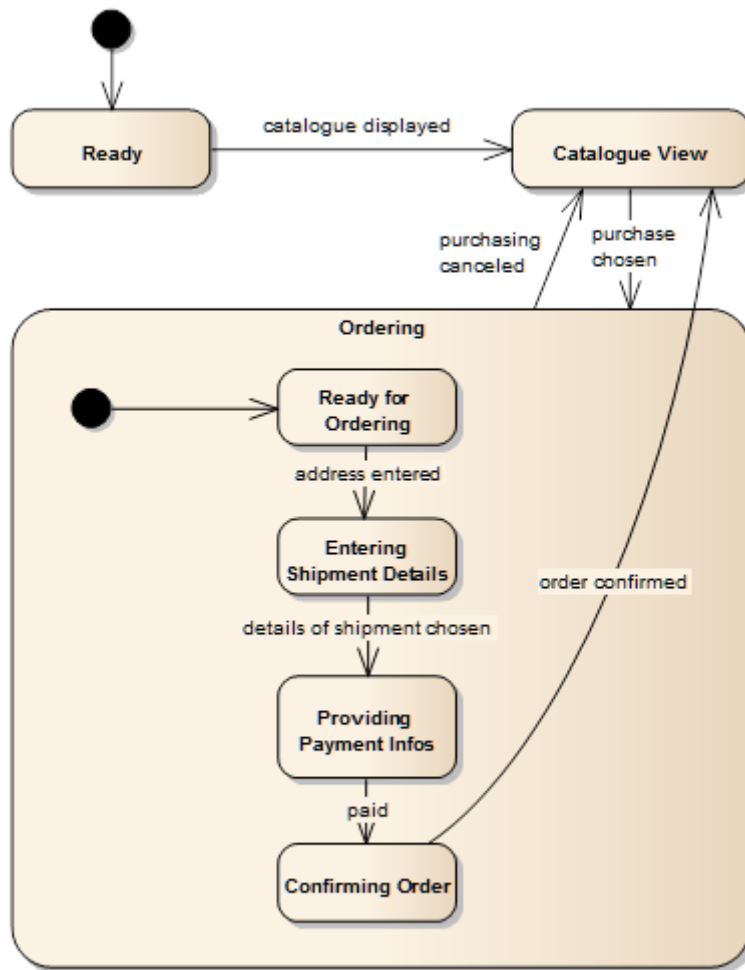 catalogue displayed
Ready
Catalogue View
purchasing
canceled
purchase
chosen
Ordering
Ready for
Ordering
address entered
Entering
Shipment Details
order confirmed
details of shipment chosen
Providing
Payment Infos
paid
Confirming Order